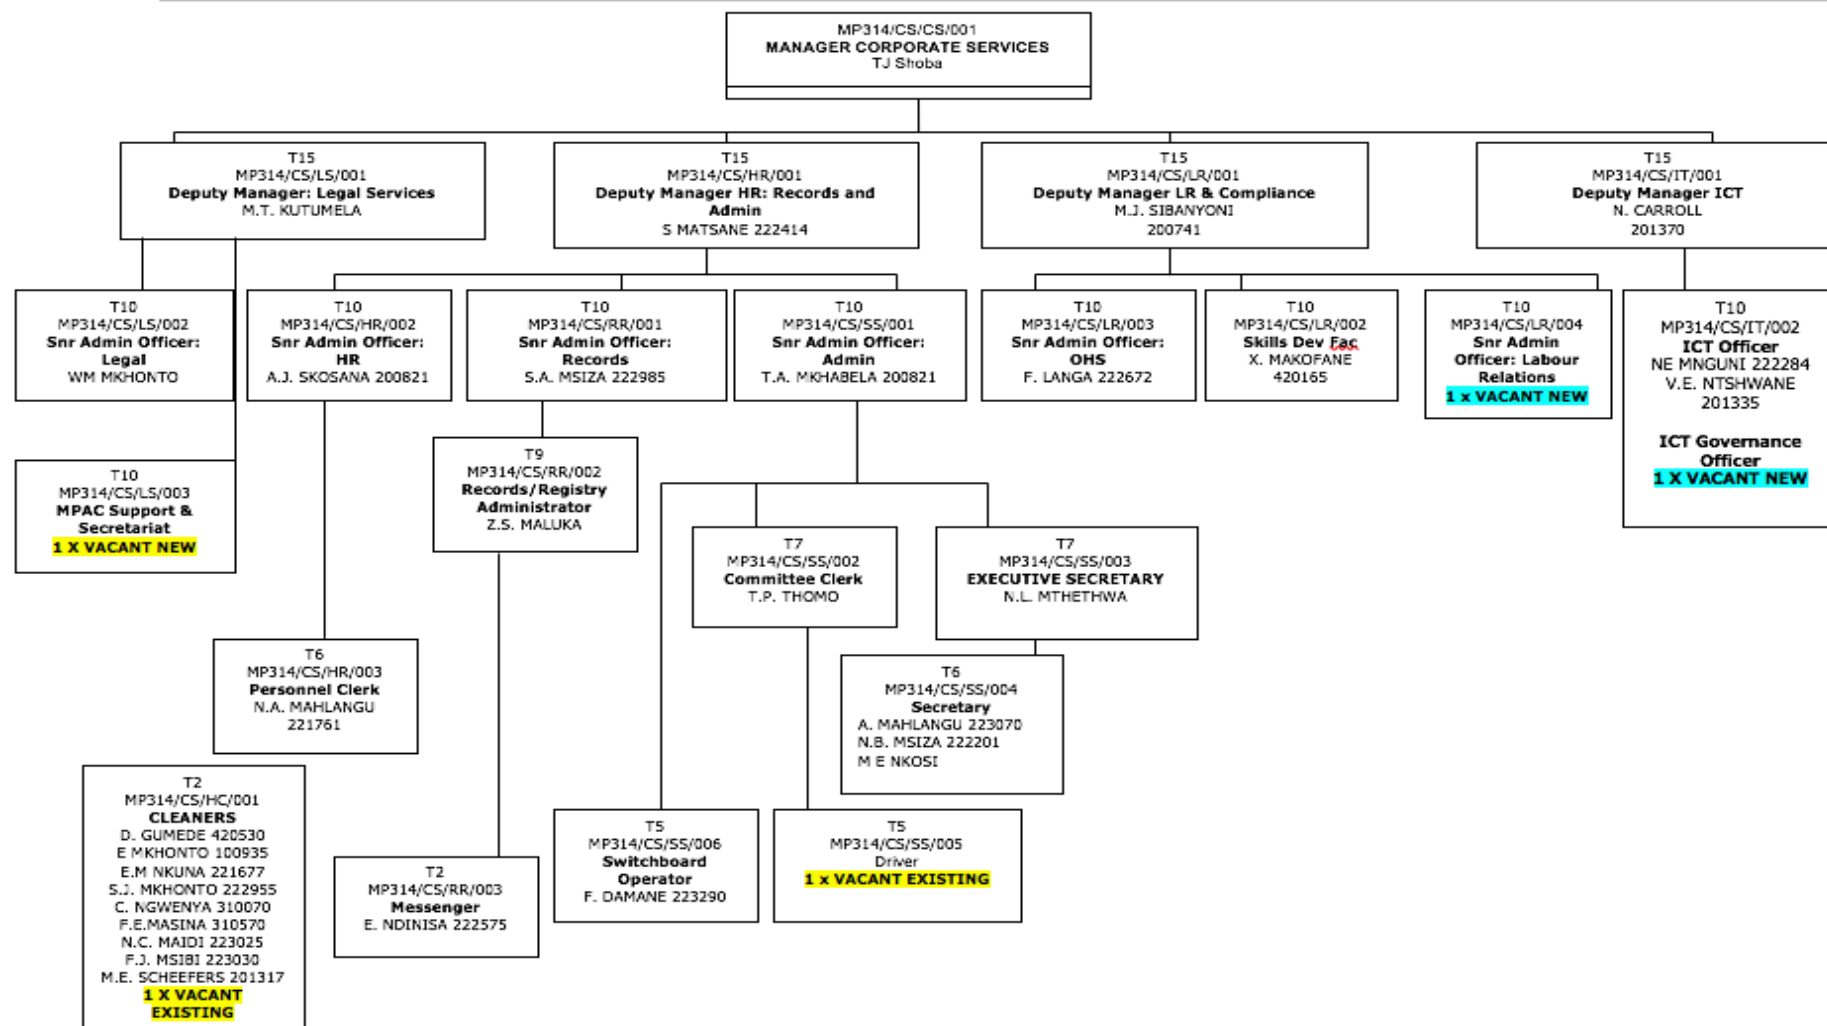 MP314/CS/CS/001
MANAGER CORPORATE SERVICES
TJ Shoba
T15
MP314/CS/LS/001
Deputy Manager: Legal Services
M.T. KUTUMELA
T15
MP314/CS/HR/001
Deputy Manager HR: Records and
Admin
S MATSANE 222414
T15
MP314/CS/LR/001
Deputy Manager LR & Compliance
M.J. SIBANYONI
200741
T15
MP314/CS/IT/001
Deputy Manager ICT
N. CARROLL
201370
T10
MP314/CS/LS/002
Snr Admin Officer:
Legal
WM MKHONTO
T10
MP314/CS/HR/002
Snr Admin Officer:
HR
A.J. SKOSANA 200821
T10
MP314/CS/RR/001
Snr Admin Officer:
Records
S.A. MSIZA 222985
T10
MP314/CS/SS/001
Snr Admin Officer:
Admin
T.A. MKHABELA 200821
T10
MP314/CS/LR/003
Snr Admin Officer:
OHS
F. LANGA 222672
T10
MP314/CS/LR/002
Skills Dev Fac
X. MAKOFANE
420165
T10
MP314/CS/LR/004
Snr Admin
Officer: Labour
Relations
1 x VACANT NEW
T10
MP314/CS/IT/002
ICT Officer
NE MNGUNI 222284
V.E. NTSHWANE
201335
ICT Governance
Officer
1 X VACANT NEW
T10
MP314/CS/LS/003
MPAC Support &
Secretariat
1 X VACANT NEW
T9
MP314/CS/RR/002
Records/Registry
Administrator
Z.S. MALUKA
T7
MP314/CS/SS/002
Committee Clerk
T.P. THOMO
T7
MP314/CS/SS/003
EXECUTIVE SECRETARY
N.L. MTHETHWA
T6
MP314/CS/HR/003
Personnel Clerk
N.A. MAHLANGU
221761
T6
MP314/CS/SS/004
Secretary
A. MAHLANGU 223070
N.B. MSIZA 222201
M E NKOSI
T2
MP314/CS/HC/001
CLEANERS
D. GUMEDE 420530
E MKHONTO 100935
E.M NKUNA 221677
S.J. MKHONTO 222955
C. NGWENYA 310070
F.E.MASINA 310570
N.C. MAIDI 223025
F.J. MSIBI 223030
M.E. SCHEEFERS 201317
1 X VACANT
EXISTING
T2
MP314/CS/RR/003
Messenger
E. NDINISA 222575
T5
MP314/CS/SS/006
Switchboard
Operator
F. DAMANE 223290
T5
MP314/CS/SS/005
Driver
1 x VACANT EXISTING